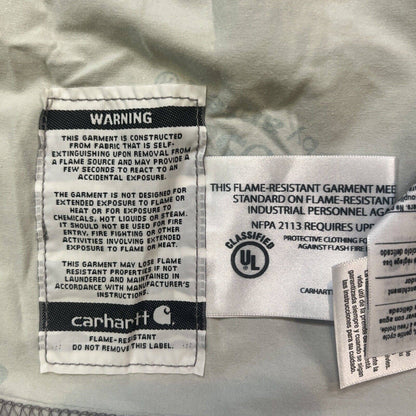 WARNING
THIS GARMENT IS CONSTRUCTED
FROM FABRIC THAT IS SELF-
EXTINGUISHING UPON REMOVAL FROM
A FLAME SOURCE AND MAY PROVIDE A
FEW SECONDS TO REACT TO AN
ACCIDENTAL EXPOSURE.
THE GARMENT IS NOT DESIGNED FOR
EXTENDED EXPOSURE TO FLAME OR
HEAT OR FOR EXPOSURE TO
CHEMICALS, HOT LIQUIDS OR STEAM.
IT SHOULD NOT BE USED FOR FIRE
ENTRY, FIRE FIGHTING OR OTHER
ACTIVITIES INVOLVING EXTENDED
EXPOSURE TO FLAME OR HEAT.
THIS GARMENT MAY LOSE FLAME
RESISTANT PROPERTIES IF NOT
LAUNDERED AND MAINTAINED IN
ACCORDANCE WITH MANUFACTURER'S
INSTRUCTIONS.
carhartt
FLAME-RESISTANT
DO NOT REMOVE THIS LABEL.
THIS FLAME-RESISTANT GARMENT MEE
STANDARD ON FLAME-RESISTANT
INDUSTRIAL PERSONNEL AGA
NFPA 2113 REQUIRES UPP
CLASSIFIED
UL
PROTECTIVE CLOTHING FO
AGAINST FLASH F
CARHARTT